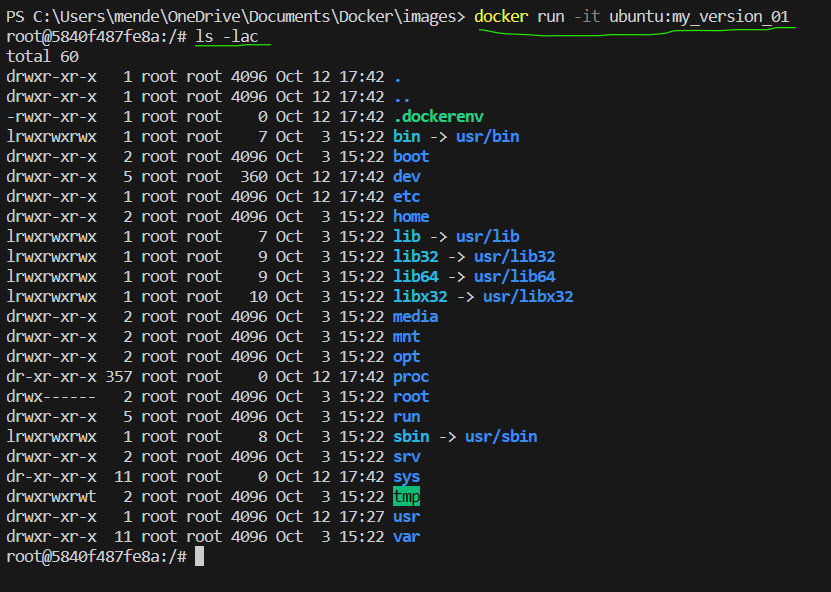 PS C:\Users\mende\OneDrive\Documents\Docker\images> docker run -it ubuntu:my_version_01
root@5840f487fe8a:/# ls -lac
total 60
drwxr-xr-x   1 root root 4096 Oct 12 17:42 .
drwxr-xr-x   1 root root 4096 Oct 12 17:42 ..
-rwxr-xr-x   1 root root    0 Oct 12 17:42 .dockerenv
lrwxrwxrwx   1 root root    7 Oct  3 15:22 bin -> usr/bin
drwxr-xr-x   2 root root 4096 Oct  3 15:22 boot
drwxr-xr-x   5 root root  360 Oct 12 17:42 dev
drwxr-xr-x   1 root root 4096 Oct 12 17:42 etc
drwxr-xr-x   2 root root 4096 Oct  3 15:22 home
lrwxrwxrwx   1 root root    7 Oct  3 15:22 lib -> usr/lib
lrwxrwxrwx   1 root root    9 Oct  3 15:22 lib32 -> usr/lib32
lrwxrwxrwx   1 root root    9 Oct  3 15:22 lib64 -> usr/lib64
lrwxrwxrwx   1 root root   10 Oct  3 15:22 libx32 -> usr/libx32
drwxr-xr-x   2 root root 4096 Oct  3 15:22 media
drwxr-xr-x   2 root root 4096 Oct  3 15:22 mnt
drwxr-xr-x   2 root root 4096 Oct  3 15:22 opt
dr-xr-xr-x 357 root root    0 Oct 12 17:42 proc
drwx------   2 root root 4096 Oct  3 15:22 root
drwxr-xr-x   5 root root 4096 Oct  3 15:22 run
lrwxrwxrwx   1 root root    8 Oct  3 15:22 sbin -> usr/sbin
drwxr-xr-x   2 root root 4096 Oct  3 15:22 srv
dr-xr-xr-x  11 root root    0 Oct 12 17:42 sys
drwxrwxrwt   2 root root 4096 Oct  3 15:22 tmp
drwxr-xr-x   1 root root 4096 Oct 12 17:27 usr
drwxr-xr-x  11 root root 4096 Oct  3 15:22 var
root@5840f487fe8a:/#